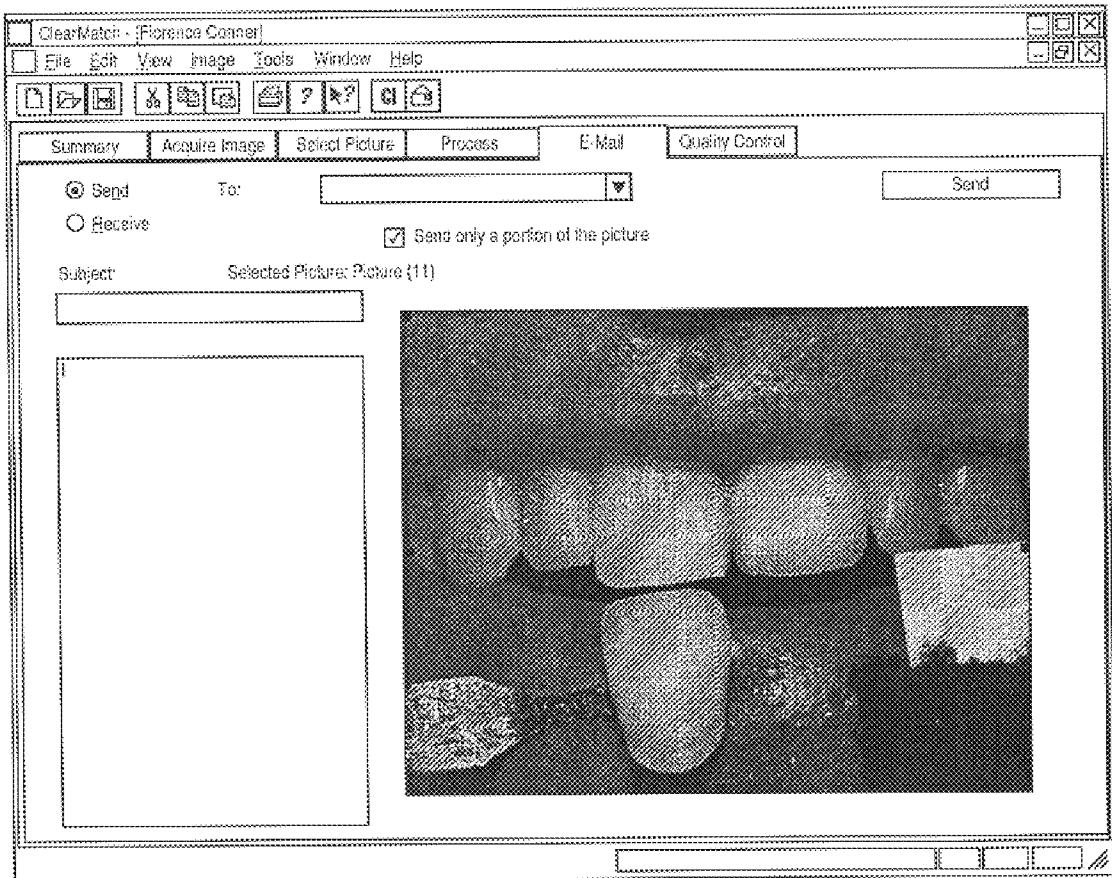 ClearMatch - [Florence Conner]
File Edit View Image Tools Window Help
? ?
Summary Acquire Image Select Picture Process E-Mail Quality Control
Send To: Send
Receive
Send only a portion of the picture
Subject: Selected Picture: Picture (11)